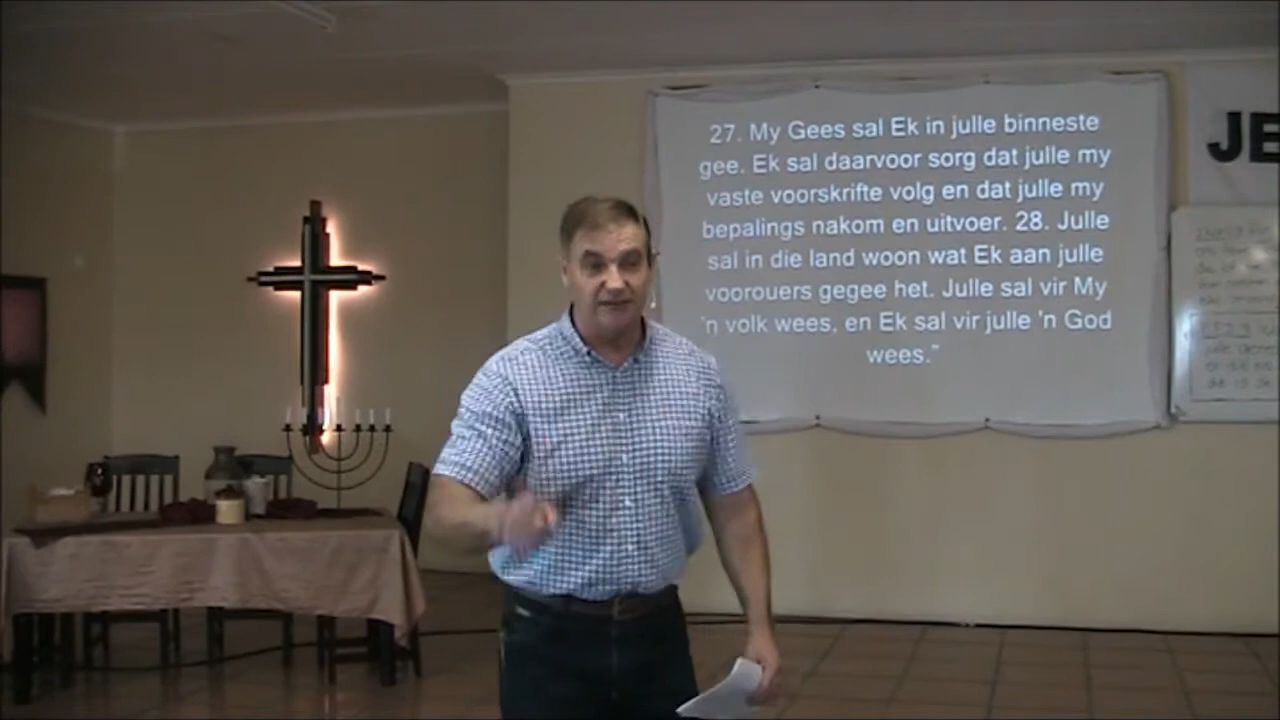 27. My Gees sal Ek in julle binneste
gee. Ek sal daarvoor sorg dat julle my
vaste voorskrifte volg en dat julle my
bepalings nakom en uitvoer. 28. Julle
sal in die land woon wat Ek aan julle
voorouers gegee het. Julle sal vir My
'n volk wees, en Ek sal vir julle 'n God
wees."
JE